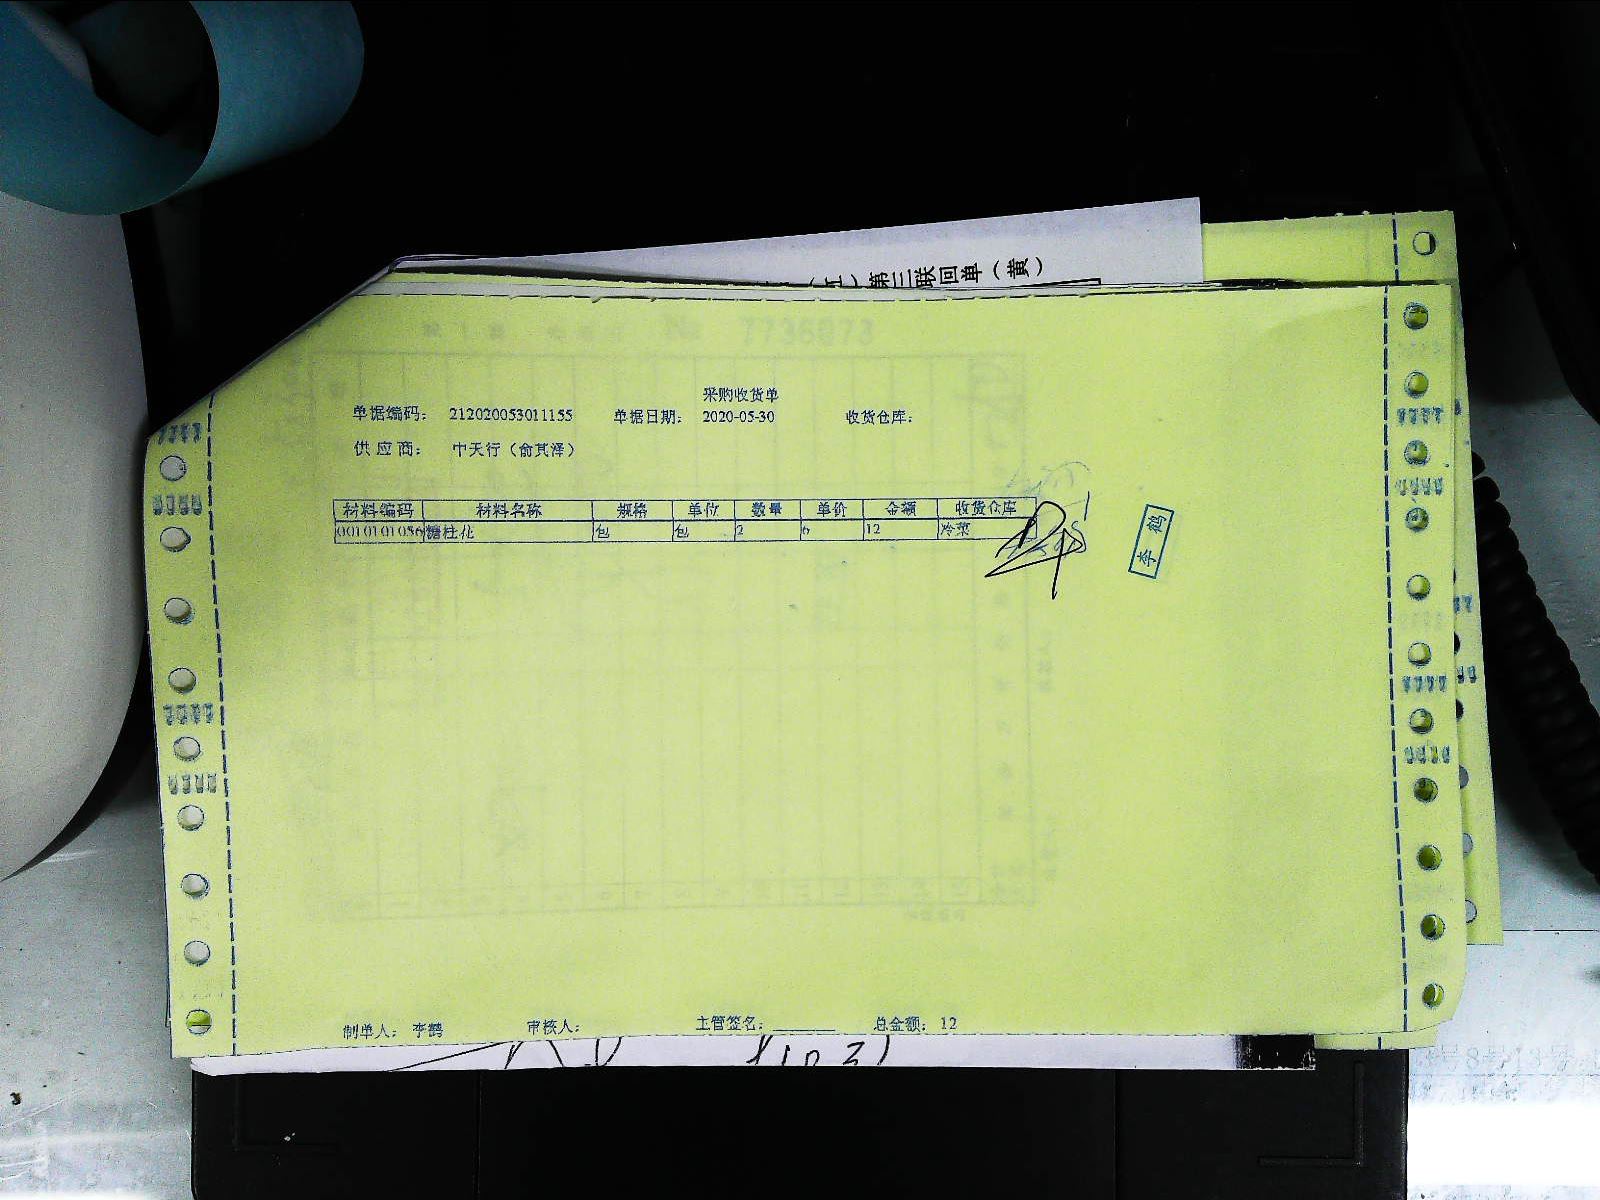 （五）第三联回单（黄）
7736873
采购收货单
单据编码： 212020053011155 单据日期： 2020-05-30 收货仓库：
供 应 商： 中天行（俞其泽）
材料编码 材料名称 规格 单位 数量 单价 金额 收货仓库
0010101056 糖桂花 包 包 2 6 12 冷菜
李鹤
制单人： 李鹤 审核人： 主管签名： 总金额： 12